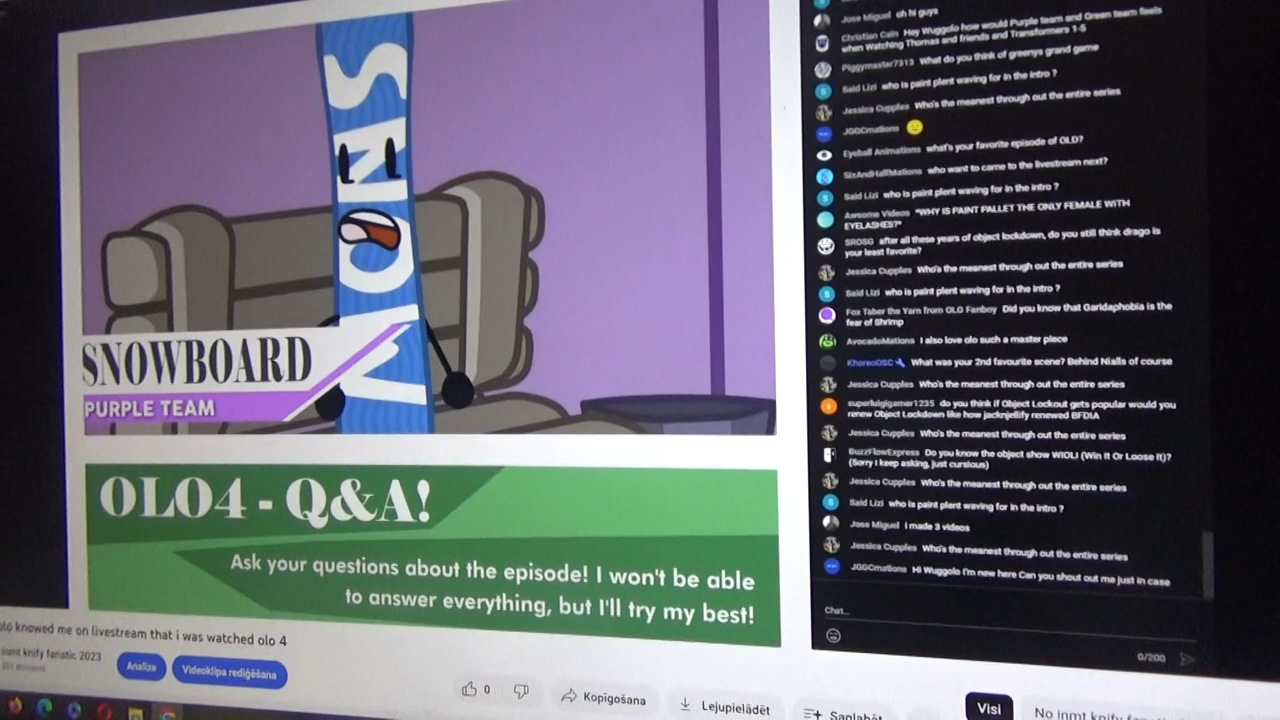 SNOWBOARD
PURPLE TEAM
OLO4 - Q&A!
Ask your questions about the episode! I won't be able
to answer everything, but I'll try my best!
Jose Miguel oh hi guys
Christian Cain Hey Wuggolo how would Purple team and Green team feels
when Watching Thomas and friends and Transformers 1-5
Piggymaster7313 What do you think of greenys grand game
Said Lizi who is paint plent waving for in the intro ?
Jessica Cupples Who's the meanest through out the entire series
JGGCmations
Eyeball Animations what's your favorite episode of OLD?
SixAndHalfMations who want to came to the livestream next?
Said Lizi who is paint plent waving for in the intro ?
Awsome Videos "WHY IS PAINT PALLET THE ONLY FEMALE WITH
EYELASHES?"
SROSG after all these years of object lockdown, do you still think drago is
your least favorite?
Jessica Cupples Who's the meanest through out the entire series
Said Lizi who is paint plent waving for in the intro ?
Fox Taber the Yarn from OLO Fanboy Did you know that Garidaphobia is the
fear of Shrimp
AvocadoMations I also love olo such a master piece
KhoreoOSC What was your 2nd favourite scene? Behind Nialls of course
Jessica Cupples Who's the meanest through out the entire series
superluigigamer1235 do you think if Object Lockout gets popular would you
renew Object Lockdown like how jacknjellify renewed BFDIA
Jessica Cupples Who's the meanest through out the entire series
BuzzFlowExpress Do you know the object show WIOLI (Win It Or Loose It)?
(Sorry I keep asking, just cursious)
Jessica Cupples Who's the meanest through out the entire series
Said Lizi who is paint plent waving for in the intro ?
Jose Miguel i made 3 videos
Jessica Cupples Who's the meanest through out the entire series
JGGCmations Hi Wuggolo I'm new here Can you shout out me just in case
Chat...
0/200
knowed me on livestream that i was watched olo 4
inmt knify fanatic 2023
Analīze
Videoklipa rediģēšana
0
Kopīgošana
Lejupielādēt
Saglabāt
Visi
No inmt knify